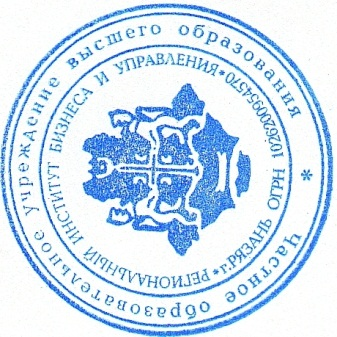 * Частное образовательное учреждение высшего образования
* РЕГИОНАЛЬНЫЙ ИНСТИТУТ БИЗНЕСА И УПРАВЛЕНИЯ * г.РЯЗАНЬ ОГРН 1026200954570